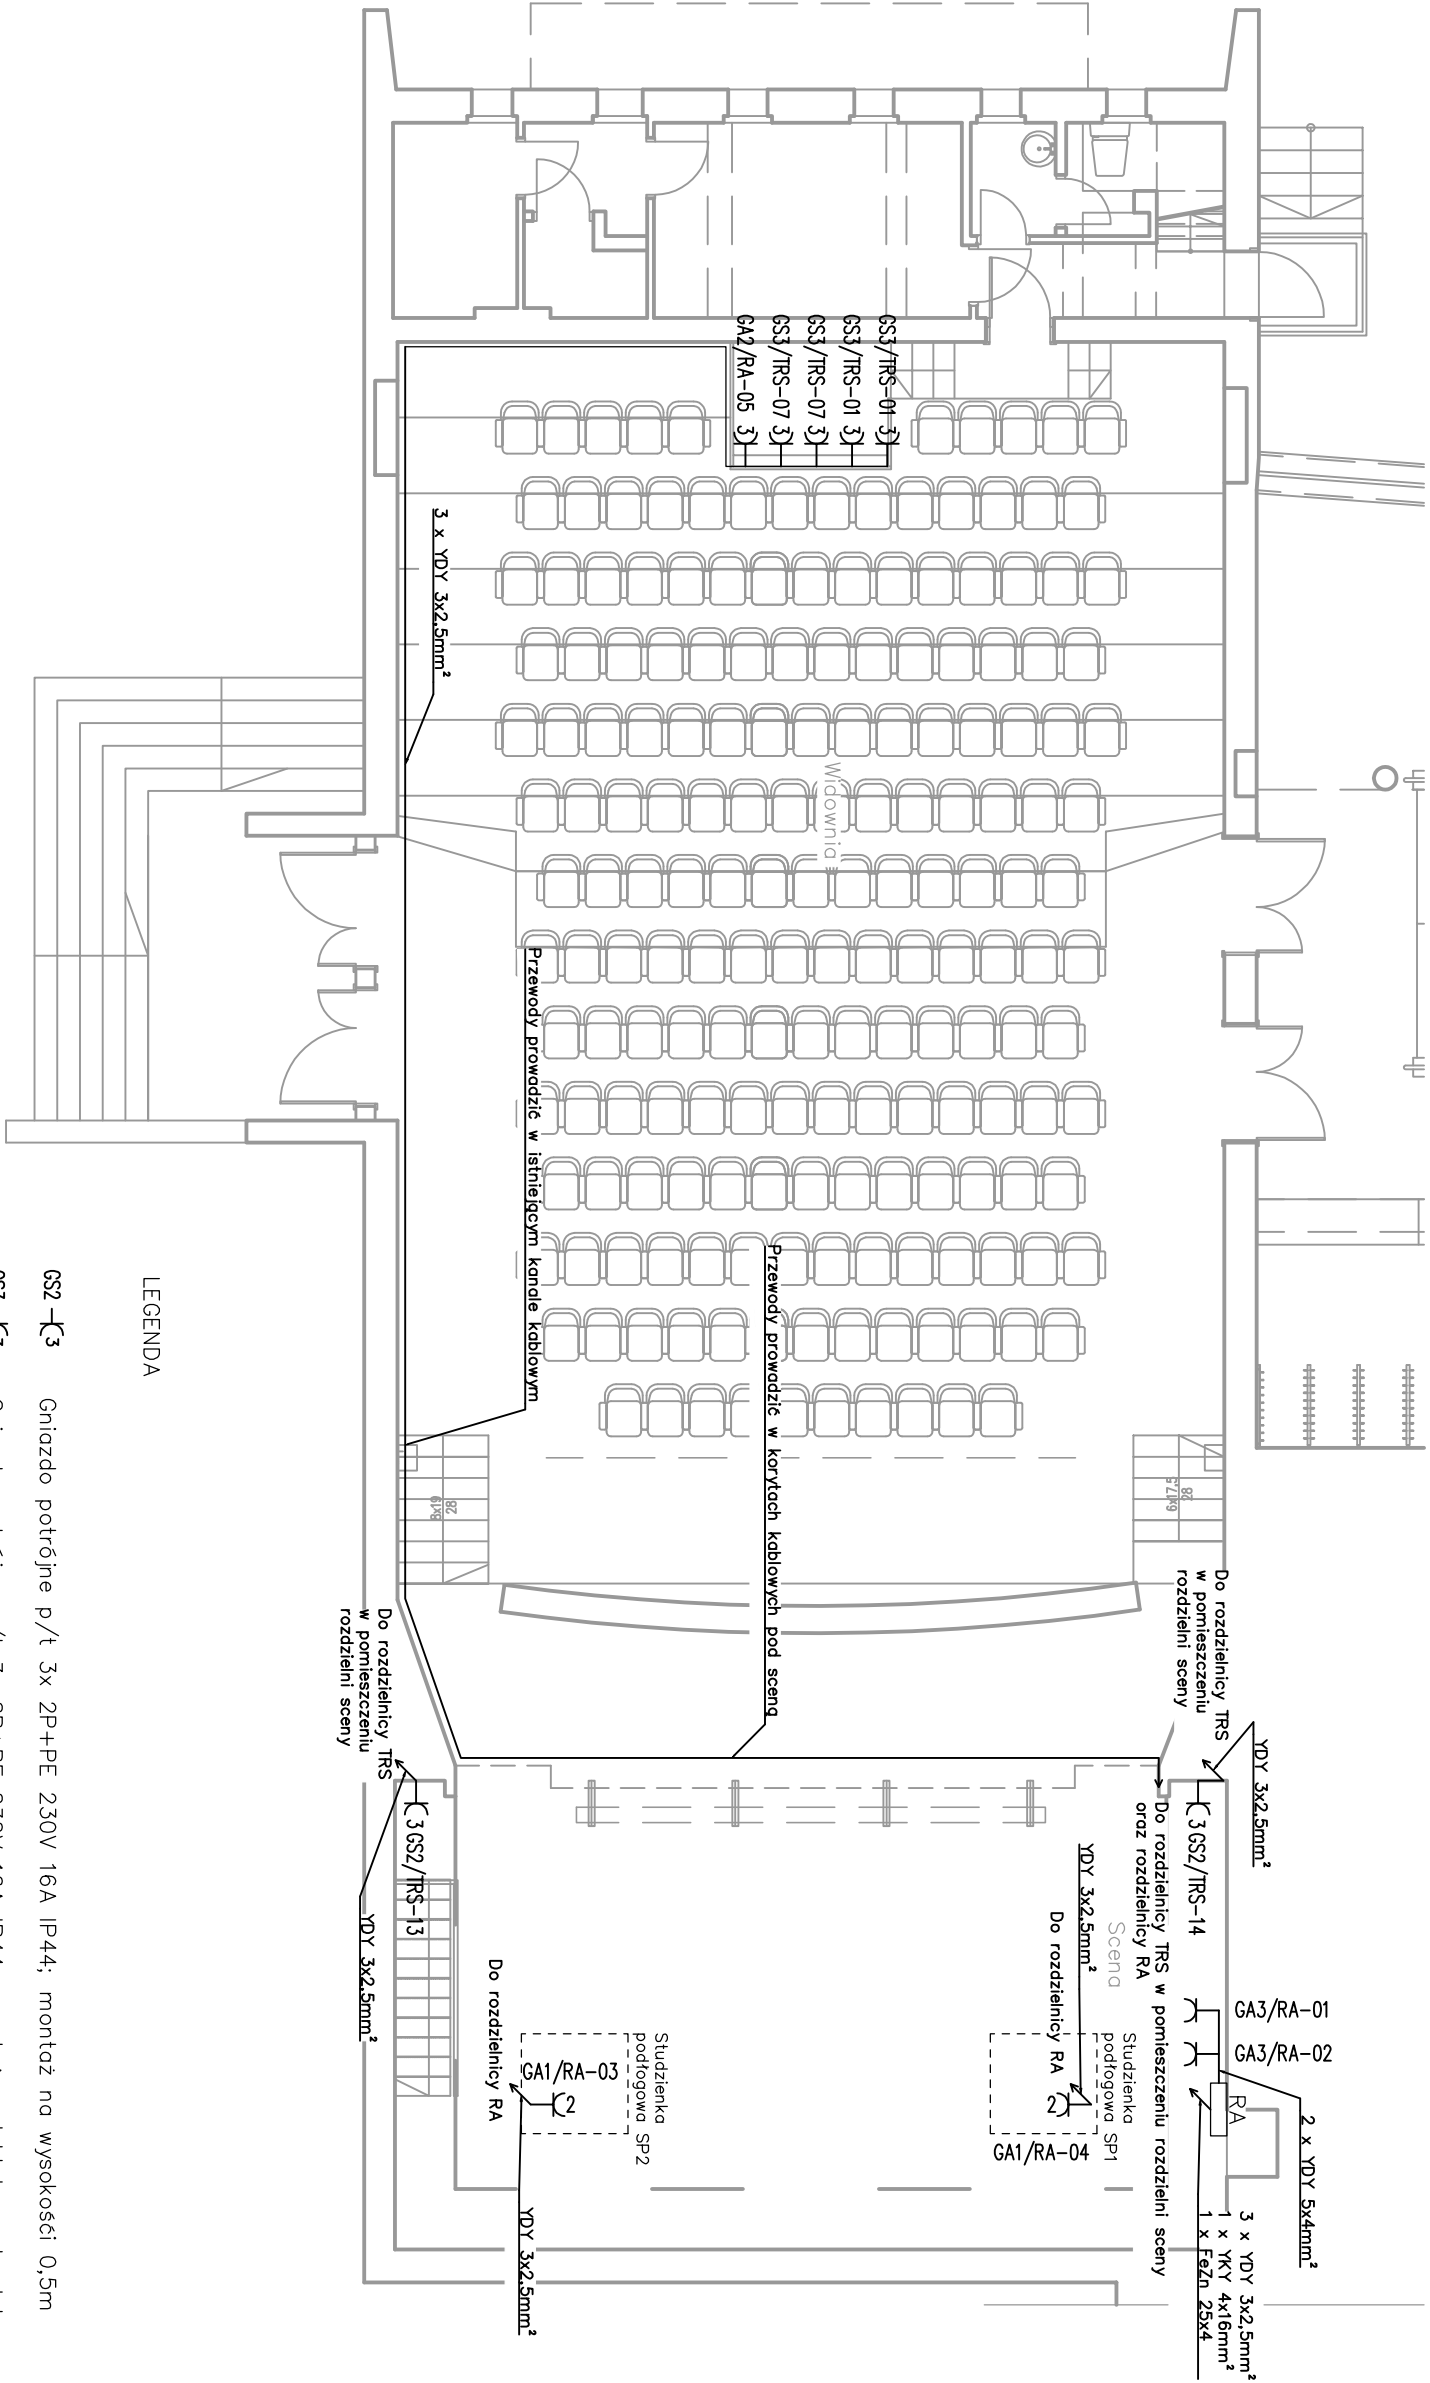 GS3/TRS-01 3
GS3/TRS-01 3
GS3/TRS-07 3
GS3/TRS-07 3
GA2/RA-05 3
3 x YDY 3x2,5mm²
Widownia
Przewody prowadzić w istniejącym kanale kablowym
Przewody prowadzić w korytach kablowych pod sceną
8x19
28
6x17,5
28
Do rozdzielnicy TRS
w pomieszczeniu
rozdzielni sceny
YDY 3x2,5mm²
3 GS2/TRS-14
Do rozdzielnicy TRS w pomieszczeniu rozdzielni sceny
oraz rozdzielnicy RA
Scena
YDY 3x2,5mm²
Do rozdzielnicy RA
Studzienka
podłogowa SP1
2
GA1/RA-04
GA3/RA-01
GA3/RA-02
RA
2 x YDY 5x4mm²
3 x YDY 3x2,5mm²
1 x YKY 4x16mm²
1 x FeZn 25x4
Studzienka
podłogowa SP2
GA1/RA-03
2
Do rozdzielnicy RA
YDY 3x2,5mm²
Do rozdzielnicy TRS
w pomieszczeniu
rozdzielni sceny
3 GS2/TRS-13
YDY 3x2,5mm²
LEGENDA
GS2 3 Gniazdo potrójne p/t 3x 2P+PE 230V 16A IP44; montaż na wysokości 0,5m